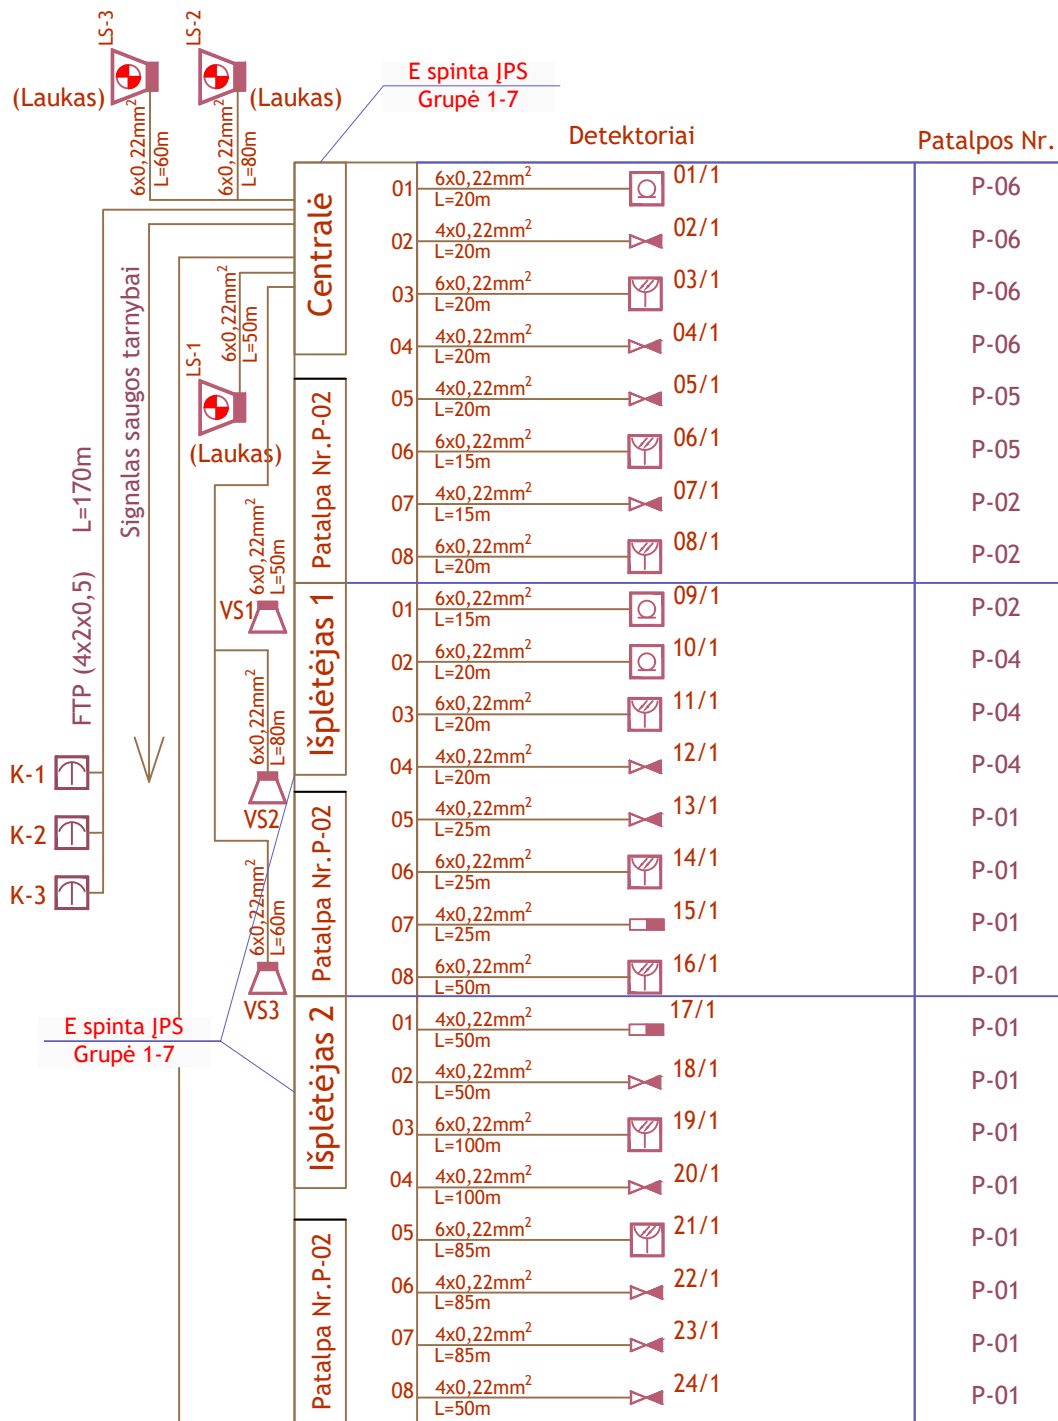 LS-3
LS-2
(Laukas)
(Laukas)
6x0,22mm²
L=60m
6x0,22mm²
L=80m
E spinta ĮPS
Grupė 1-7
Detektoriai
Patalpos Nr.
Centralė
01
6x0,22mm²
L=20m
01/1
P-06
02
4x0,22mm²
L=20m
02/1
P-06
03
6x0,22mm²
L=20m
03/1
P-06
04
4x0,22mm²
L=20m
04/1
P-06
Signalas saugos tarnybai
6x0,22mm²
L=50m
LS-1
(Laukas)
Patalpa Nr.P-02
05
4x0,22mm²
L=20m
05/1
P-05
06
6x0,22mm²
L=15m
06/1
P-05
07
4x0,22mm²
L=15m
07/1
P-02
08
6x0,22mm²
L=20m
08/1
P-02
FTP (4x2x0,5) L=170m
6x0,22mm²
L=50m
VS1
Išplėtėjas 1
01
6x0,22mm²
L=15m
09/1
P-02
02
6x0,22mm²
L=20m
10/1
P-04
03
6x0,22mm²
L=20m
11/1
P-04
04
4x0,22mm²
L=20m
12/1
P-04
6x0,22mm²
L=80m
VS2
K-1
K-2
K-3
Patalpa Nr.P-02
05
4x0,22mm²
L=25m
13/1
P-01
06
6x0,22mm²
L=25m
14/1
P-01
07
4x0,22mm²
L=25m
15/1
P-01
08
6x0,22mm²
L=50m
16/1
P-01
6x0,22mm²
L=60m
VS3
E spinta ĮPS
Grupė 1-7
Išplėtėjas 2
01
4x0,22mm²
L=50m
17/1
P-01
02
4x0,22mm²
L=50m
18/1
P-01
03
6x0,22mm²
L=100m
19/1
P-01
04
4x0,22mm²
L=100m
20/1
P-01
Patalpa Nr.P-02
05
6x0,22mm²
L=85m
21/1
P-01
06
4x0,22mm²
L=85m
22/1
P-01
07
4x0,22mm²
L=85m
23/1
P-01
08
4x0,22mm²
L=50m
24/1
P-01